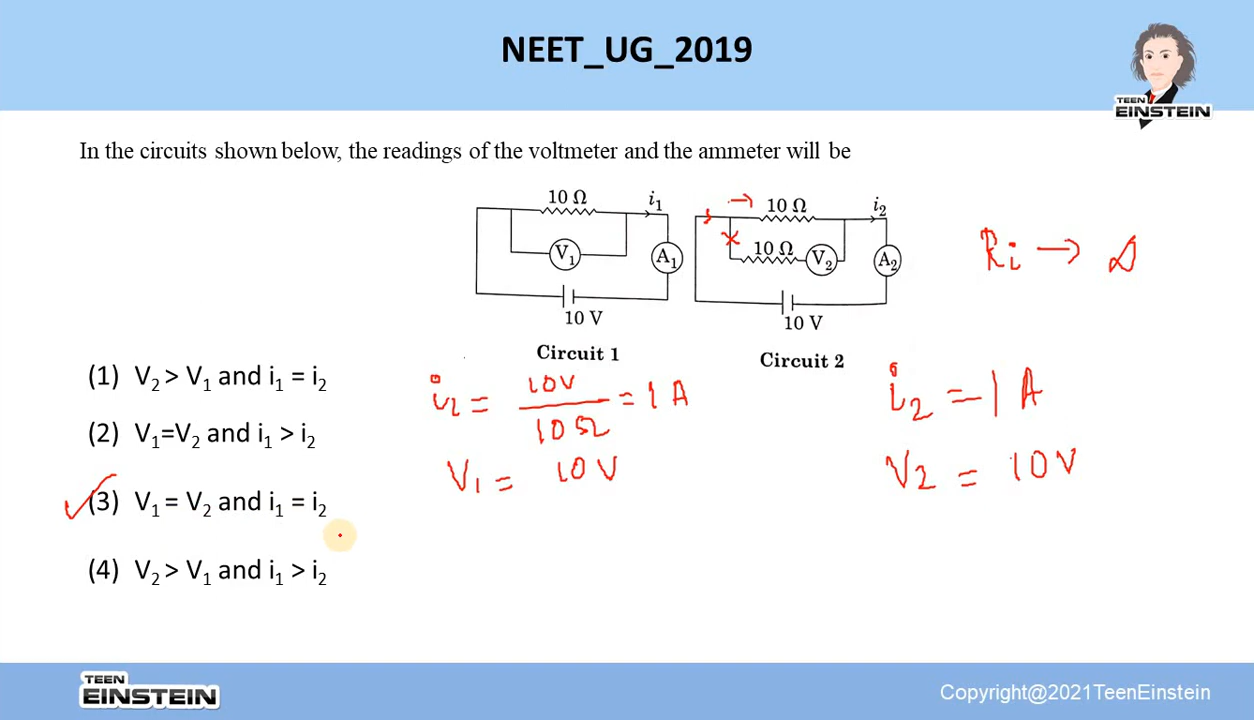 NEET_UG_2019
TEEN
EINSTEIN
In the circuits shown below, the readings of the voltmeter and the ammeter will be
10 Ω i₁
V₁ A₁
10 V
Circuit 1
10 Ω i₂
10 Ω V₂ A₂
10 V
Circuit 2
Ri →
(1) V₂ > V₁ and i₁ = i₂
(2) V₁=V₂ and i₁ > i₂
(3) V₁ = V₂ and i₁ = i₂
(4) V₂ > V₁ and i₁ > i₂
i₂ = 10V / 10Ω = 1 A
V₁ = 10V
i₂ = 1 A
V₂ = 10V
TEEN
EINSTEIN
Copyright@2021TeenEinstein